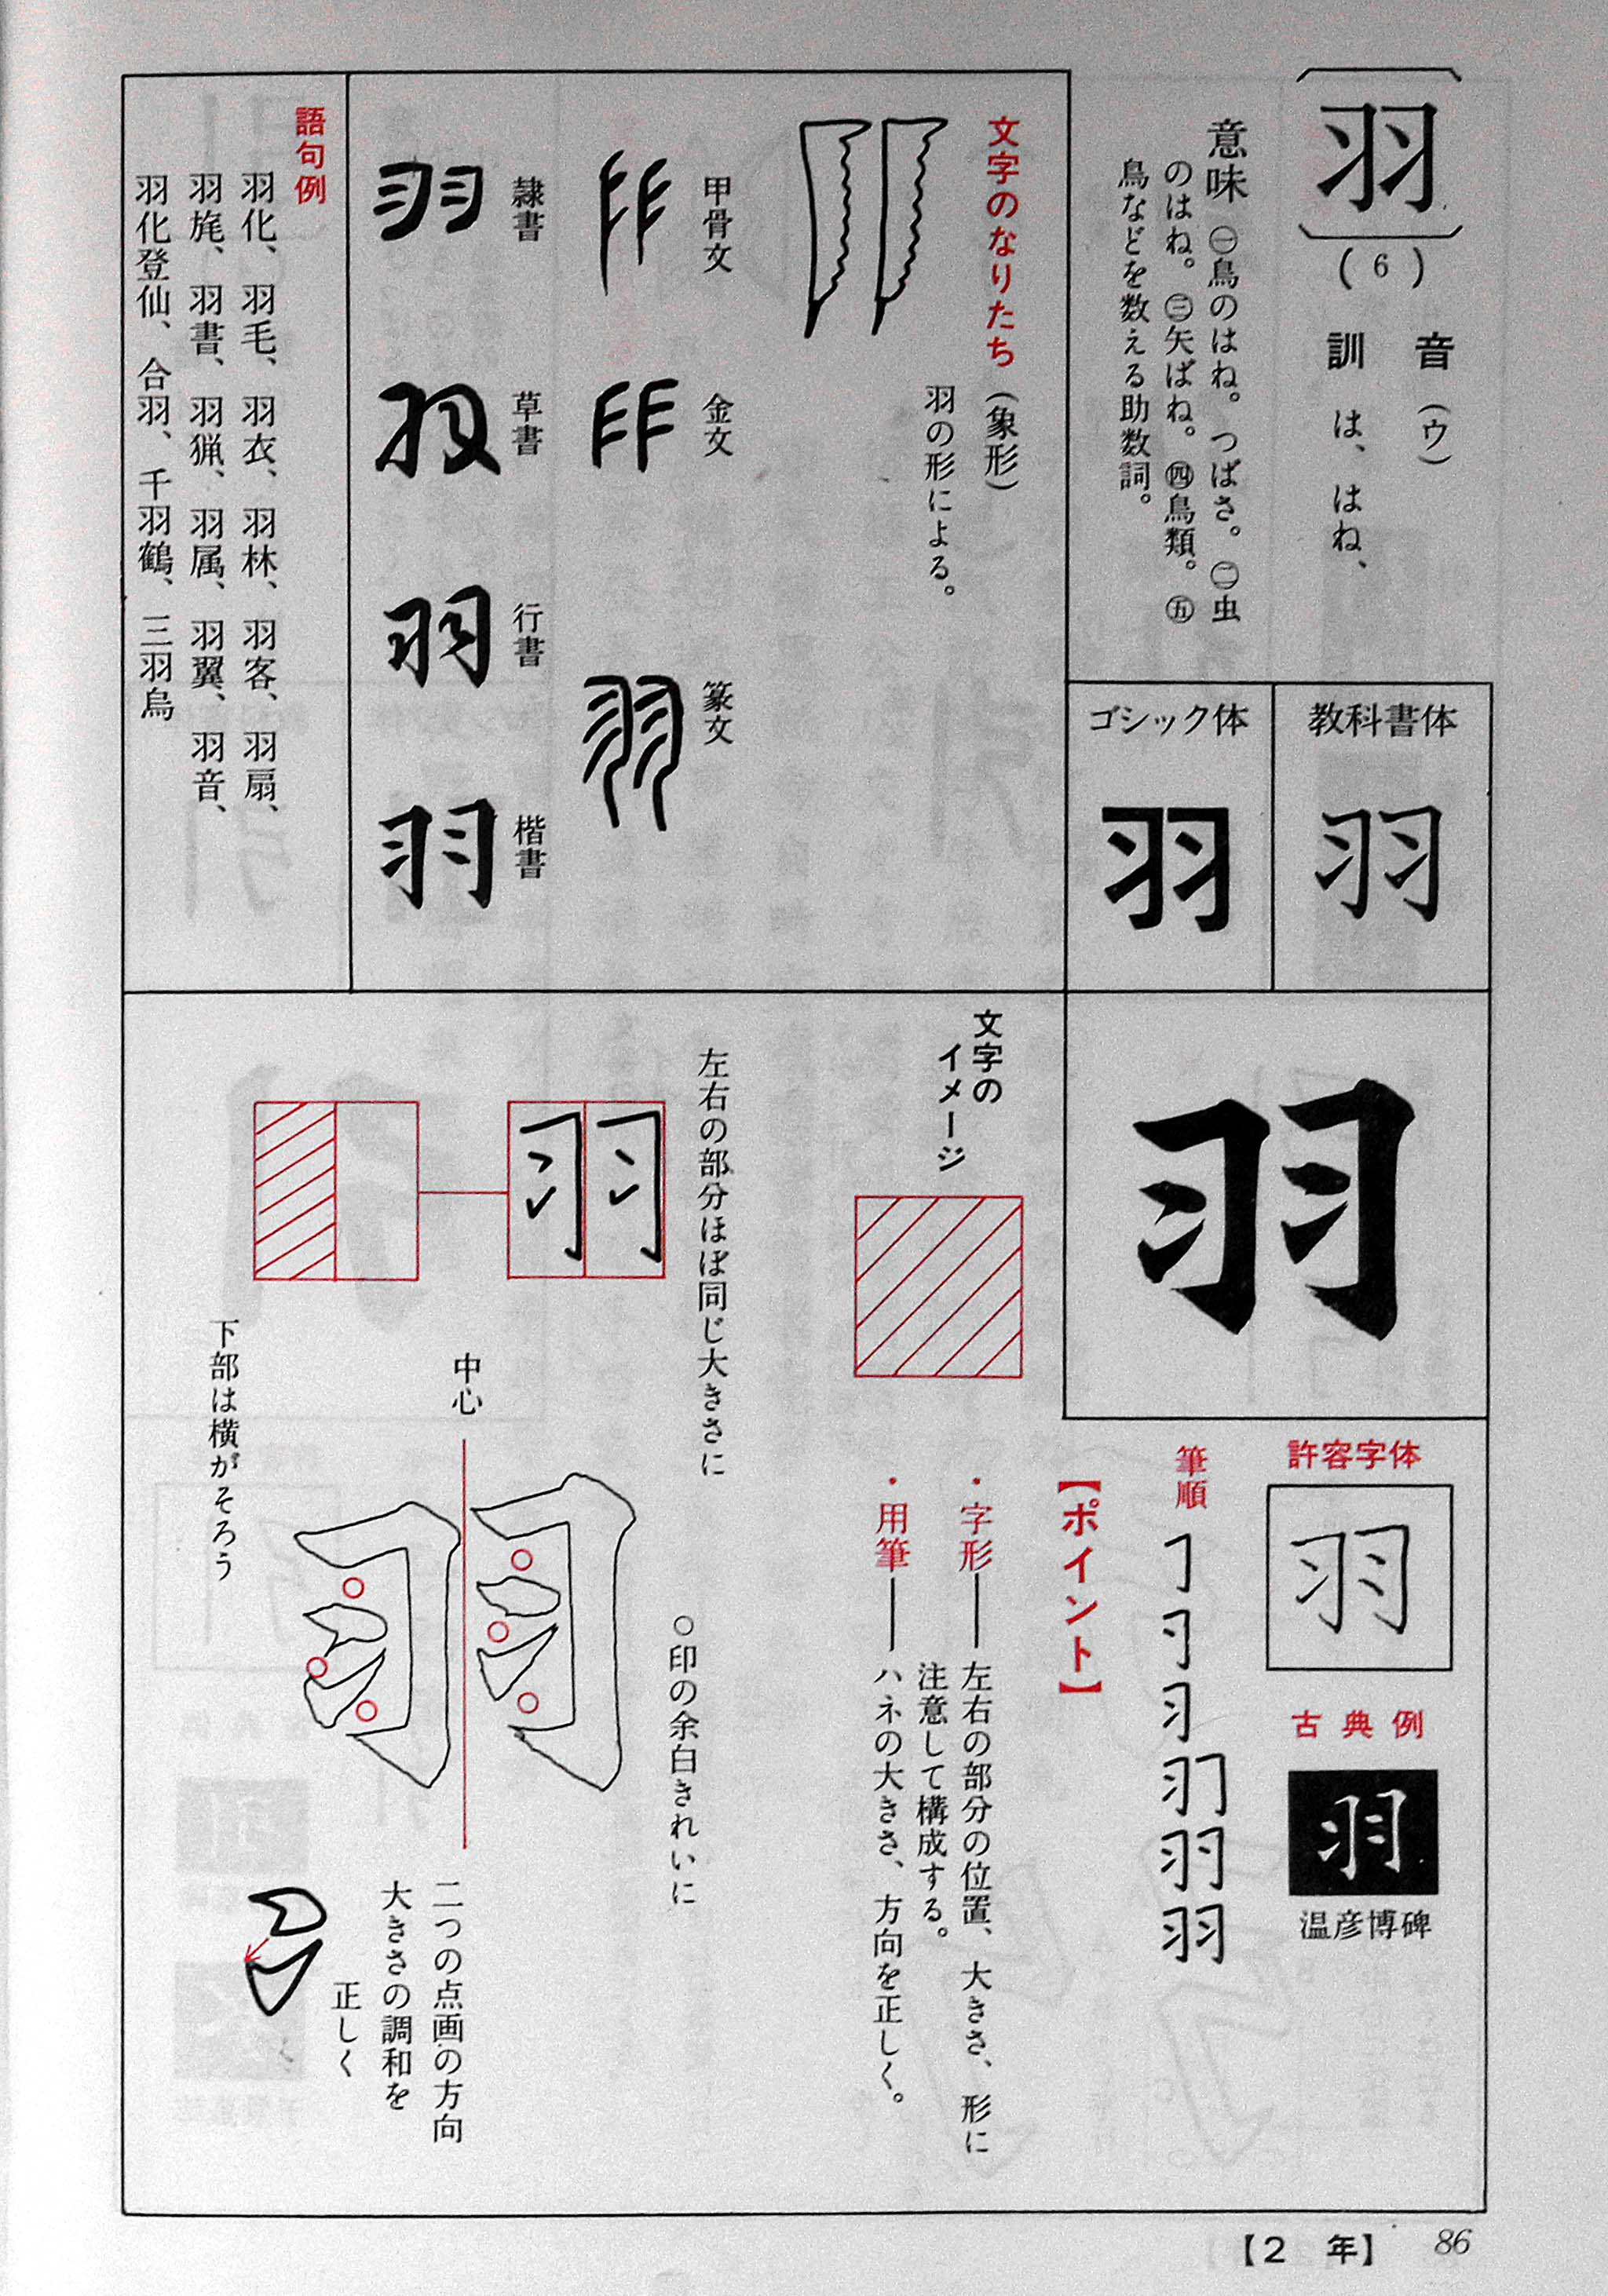 羽
(6)
音 (ウ)
訓 は、はね、
意味 ㊀鳥のはね。つばさ。㊁虫
のはね。㊂矢ばね。㊃鳥類。㊄
鳥などを数える助数詞。
教科書体
羽
ゴシック体
羽
文字のなりたち (象形)
羽の形による。
甲骨文
金文
篆文
隷書
羽
草書
羽
行書
羽
楷書
羽
語句例
羽化、羽毛、羽衣、羽林、羽客、羽扇、
羽旄、羽書、羽猟、羽属、羽翼、羽音、
羽化登仙、合羽、千羽鶴、三羽烏
羽
許容字体
羽
古典例
羽
温彦博碑
筆順
羽
【ポイント】
・字形――左右の部分の位置、大きさ、形に
注意して構成する。
・用筆――ハネの大きさ、方向を正しく。
文字の
イメージ
左右の部分ほぼ同じ大きさに
羽
○印の余白きれいに
中心
羽
下部は横がそろう
二つの点画の方向
大きさの調和を
正しく
【2 年】 86